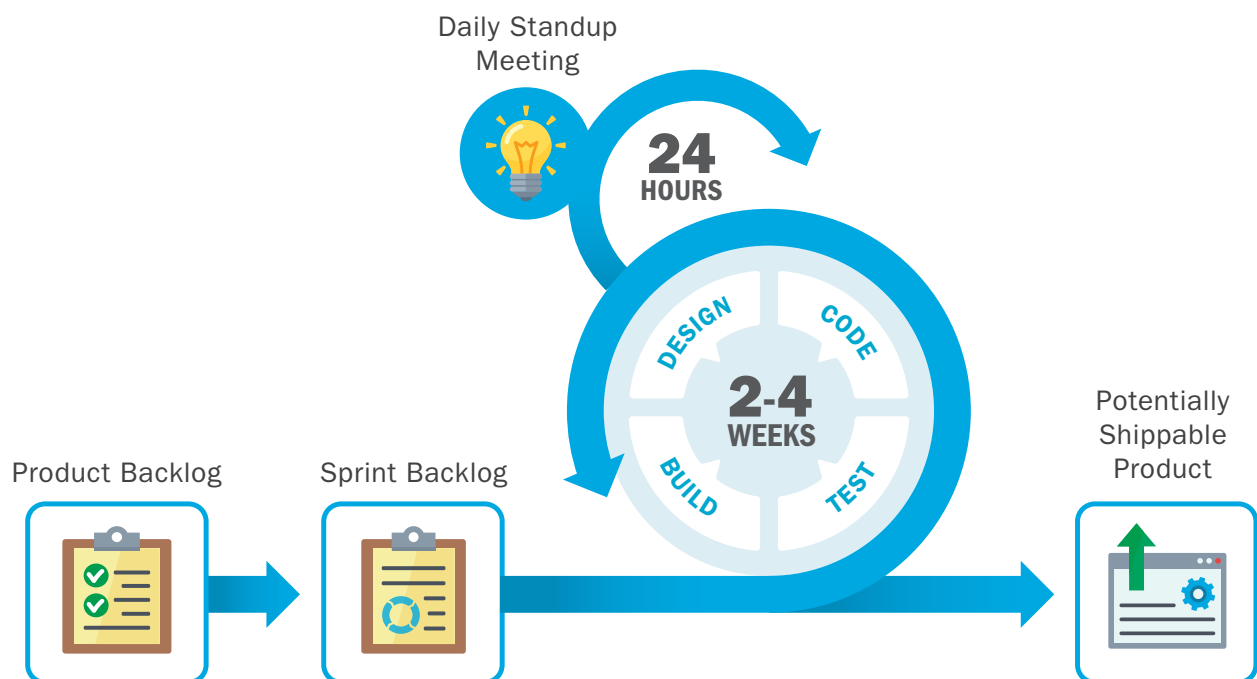 Daily Standup
Meeting
24
HOURS
DESIGN
CODE
2-4
WEEKS
BUILD
TEST
Product Backlog
Sprint Backlog
Potentially
Shippable
Product